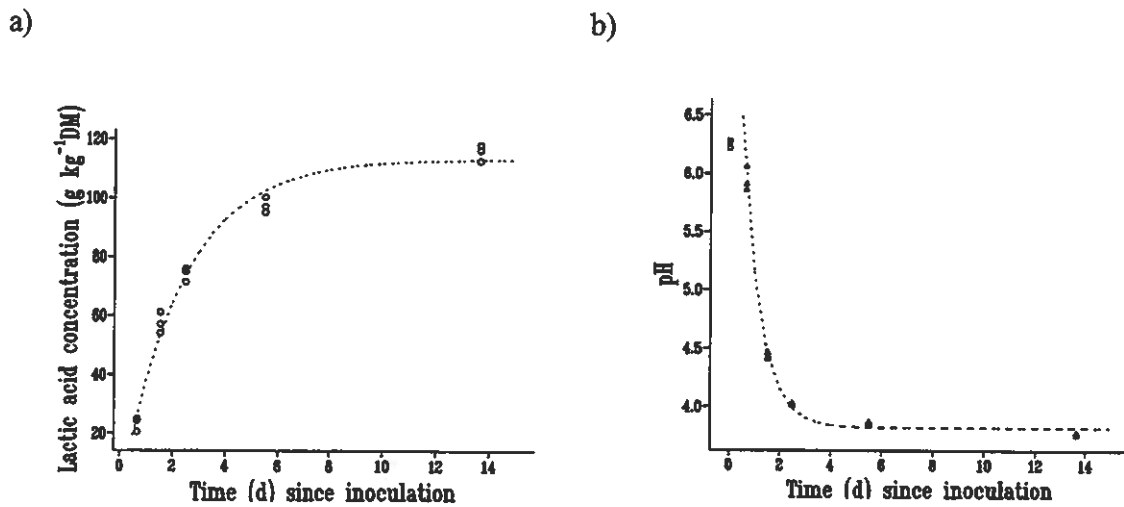 a)
Lactic acid concentration (g kg⁻¹DM)
120
100
80
60
40
20
0 2 4 6 8 10 12 14
Time (d) since inoculation
b)
pH
6.5
6.0
5.5
5.0
4.5
4.0
0 2 4 6 8 10 12 14
Time (d) since inoculation